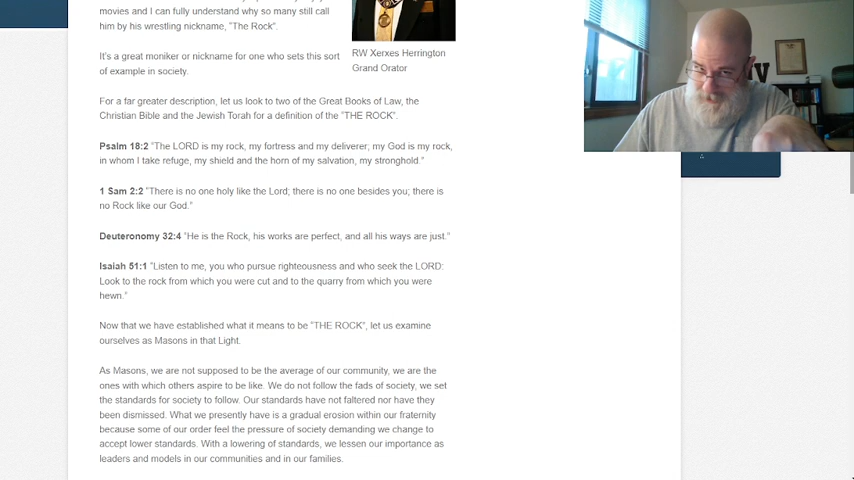 movies and I can fully understand why so many still call
him by his wrestling nickname, "The Rock".
It's a great moniker or nickname for one who sets this sort
of example in society.
RW Xerxes Herrington
Grand Orator
For a far greater description, let us look to two of the Great Books of Law, the
Christian Bible and the Jewish Torah for a definition of the "THE ROCK".
Psalm 18:2 "The LORD is my rock, my fortress and my deliverer; my God is my rock,
in whom I take refuge, my shield and the horn of my salvation, my stronghold."
1 Sam 2:2 "There is no one holy like the Lord; there is no one besides you; there is
no Rock like our God."
Deuteronomy 32:4 "He is the Rock, his works are perfect, and all his ways are just."
Isaiah 51:1 "Listen to me, you who pursue righteousness and who seek the LORD:
Look to the rock from which you were cut and to the quarry from which you were
hewn."
Now that we have established what it means to be "THE ROCK", let us examine
ourselves as Masons in that Light.
As Masons, we are not supposed to be the average of our community, we are the
ones with which others aspire to be like. We do not follow the fads of society, we set
the standards for society to follow. Our standards have not faltered nor have they
been dismissed. What we presently have is a gradual erosion within our fraternity
because some of our order feel the pressure of society demanding we change to
accept lower standards. With a lowering of standards, we lessen our importance as
leaders and models in our communities and in our families.